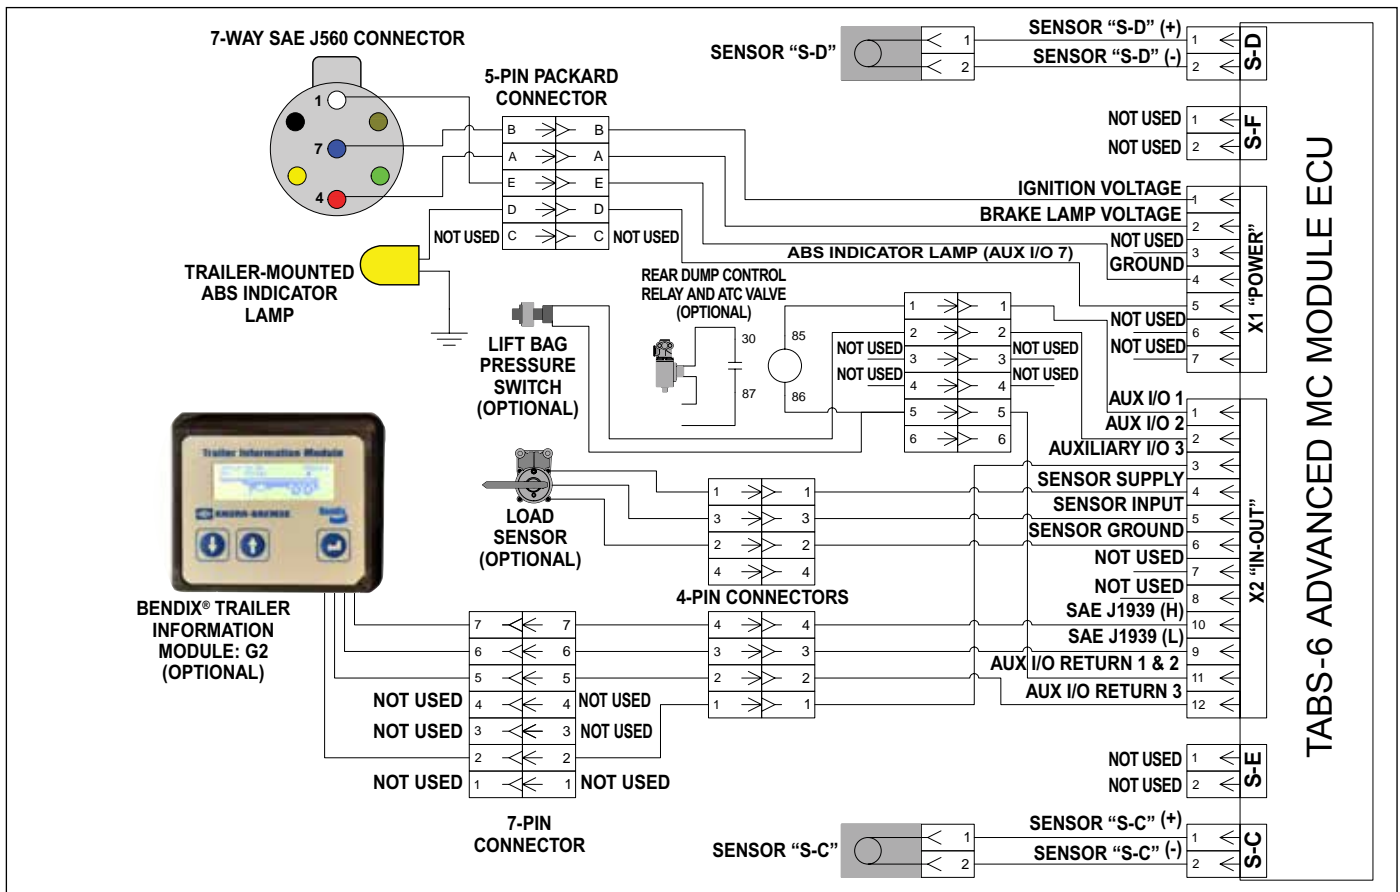 7-WAY SAE J560 CONNECTOR
1
7
4
5-PIN PACKARD
CONNECTOR
B B
A A
E E
D D
NOT USED C C NOT USED
TRAILER-MOUNTED
ABS INDICATOR
LAMP
SENSOR “S-D”
1
2
SENSOR “S-D” (+)
SENSOR “S-D” (-)
1
2
S-D
NOT USED 1
NOT USED 2
S-F
IGNITION VOLTAGE
BRAKE LAMP VOLTAGE
NOT USED
GROUND
ABS INDICATOR LAMP (AUX I/O 7)
NOT USED
NOT USED
1
2
3
4
5
6
7
X1 “POWER”
LIFT BAG
PRESSURE
SWITCH
(OPTIONAL)
REAR DUMP CONTROL
RELAY AND ATC VALVE
(OPTIONAL)
30
87
85
86
1 1
2 2
NOT USED 3 3 NOT USED
NOT USED 4 4 NOT USED
5 5
6 6
AUX I/O 1
AUX I/O 2
AUXILIARY I/O 3
SENSOR SUPPLY
SENSOR INPUT
SENSOR GROUND
NOT USED
NOT USED
SAE J1939 (H)
SAE J1939 (L)
AUX I/O RETURN 1 & 2
AUX I/O RETURN 3
1
2
3
4
5
6
7
8
10
9
11
12
X2 “IN-OUT”
TABS-6 ADVANCED MC MODULE ECU
LOAD
SENSOR
(OPTIONAL)
1 1
3 3
2 2
4 4
4-PIN CONNECTORS
4 4
3 3
2 2
1 1
Trailer Information Module
KNORR-BREMSE
Bendix
BENDIX® TRAILER
INFORMATION
MODULE: G2
(OPTIONAL)
7 7
6 6
5 5
NOT USED 4 4 NOT USED
NOT USED 3 3 NOT USED
2 2
NOT USED 1 1 NOT USED
7-PIN
CONNECTOR
NOT USED 1
NOT USED 2
S-E
SENSOR “S-C”
1
2
SENSOR “S-C” (+)
SENSOR “S-C” (-)
1
2
S-C